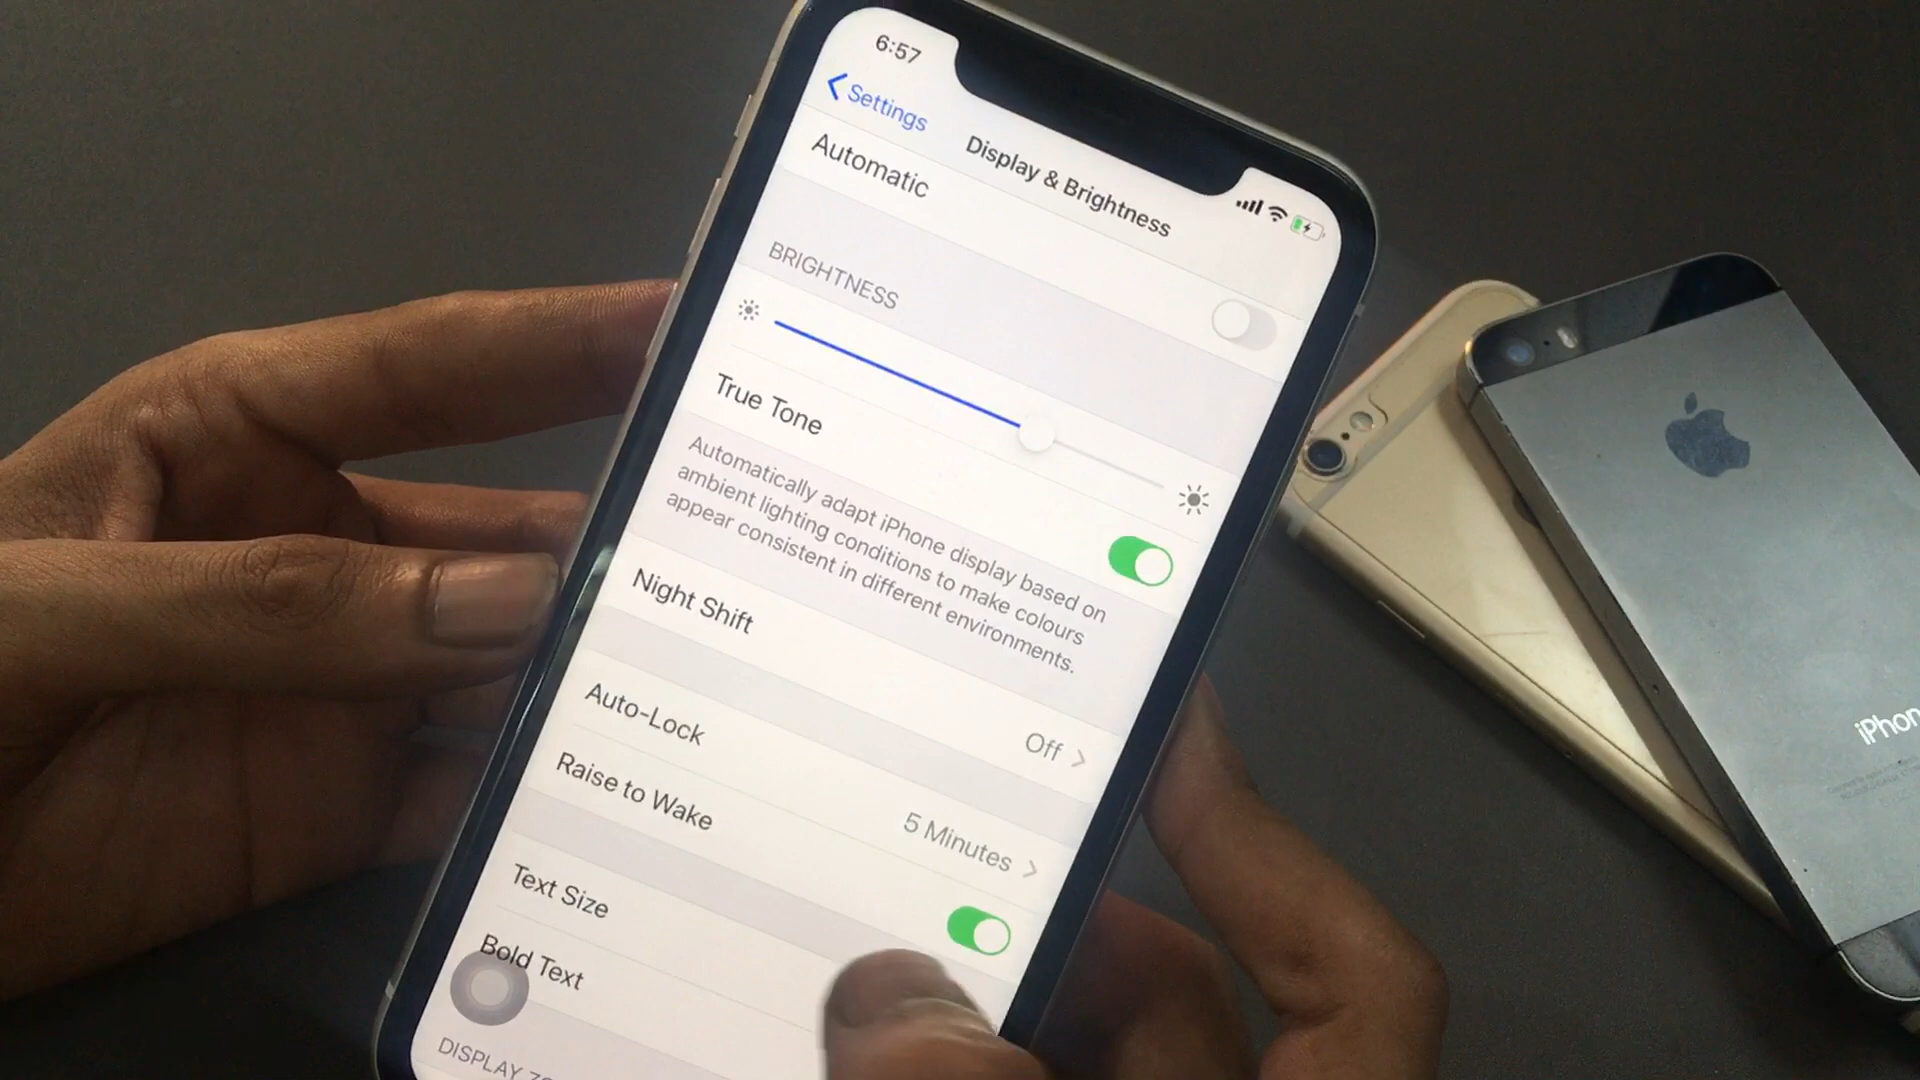 6:57
Settings
Display & Brightness
Automatic
BRIGHTNESS
True Tone
Automatically adapt iPhone display based on
ambient lighting conditions to make colours
appear consistent in different environments.
Night Shift
Off
Auto-Lock
5 Minutes
Raise to Wake
Text Size
Bold Text
DISPLAY
iPhon